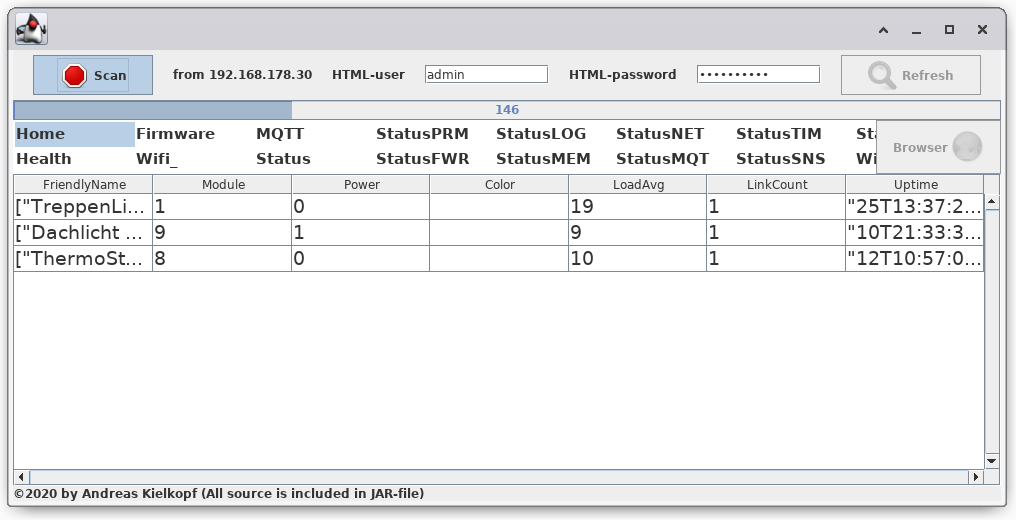 Scan from 192.168.178.30 HTML-user admin HTML-password •••••••••• Refresh
146
Home Firmware MQTT StatusPRM StatusLOG StatusNET StatusTIM Sta
Health Wifi_ Status StatusFWR StatusMEM StatusMQT StatusSNS Wi
Browser
FriendlyName Module Power Color LoadAvg LinkCount Uptime
["TreppenLi... 1 0 19 1 "25T13:37:2...
["Dachlicht ... 9 1 9 1 "10T21:33:3...
["ThermoSt... 8 0 10 1 "12T10:57:0...
©2020 by Andreas Kielkopf (All source is included in JAR-file)